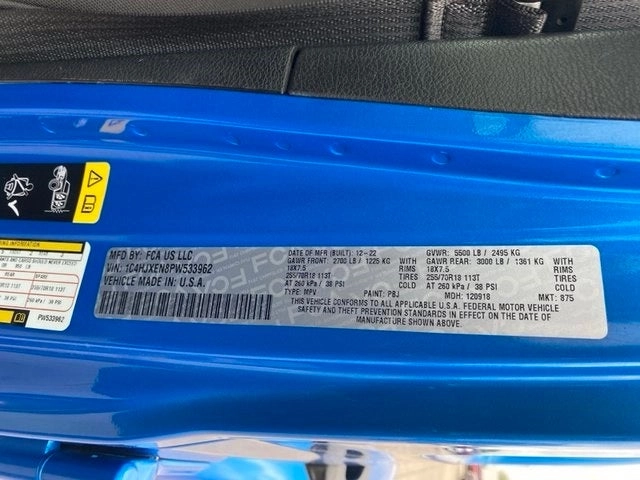 MFD BY: FCA US LLC
VIN: 1C4HJXEN8PW533962
VEHICLE MADE IN: U.S.A.
DATE OF MFR (BUILT): 12-22 GVWR: 5500 LB / 2495 KG
GAWR FRONT: 2700 LB / 1225 KG GAWR REAR: 3000 LB / 1361 KG
18X7.5 RIMS 18X7.5 RIMS
255/70R18 113T TIRES 255/70R18 113T TIRES
AT 260 kPa / 38 PSI COLD AT 260 kPa / 38 PSI COLD
TYPE: MPV PAINT: PBJ MDH: 120918 MKT: 875
THIS VEHICLE CONFORMS TO ALL APPLICABLE U.S.A. FEDERAL MOTOR VEHICLE
SAFETY AND THEFT PREVENTION STANDARDS IN EFFECT ON THE DATE OF
MANUFACTURE SHOWN ABOVE.
PW533962